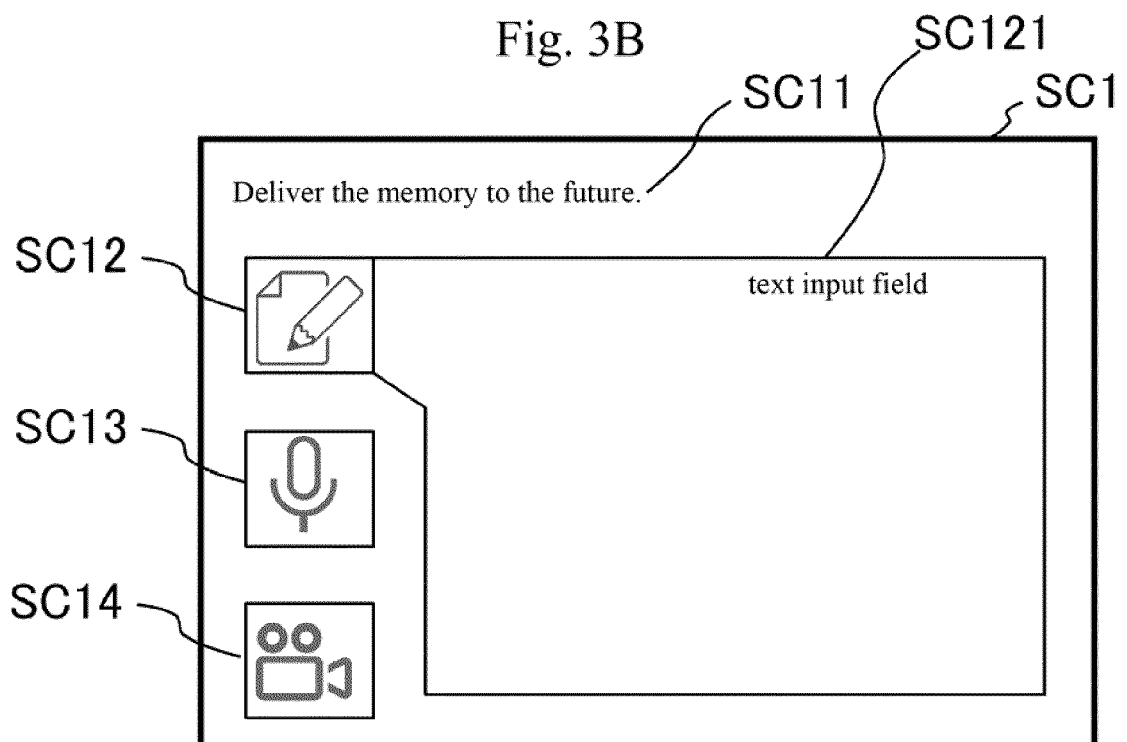 Fig. 3B
SC121
SC11
SC1
Deliver the memory to the future.
SC12
text input field
SC13
SC14